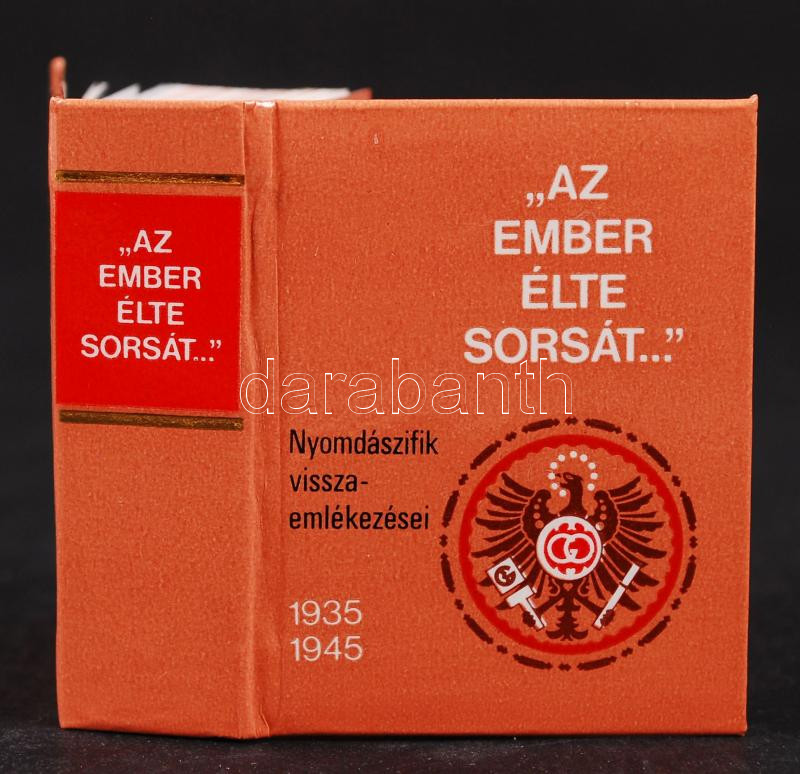 „AZ
EMBER
ÉLTE
SORSÁT...”
„AZ
EMBER
ÉLTE
SORSÁT...”
darabanth
Nyomdászifik
vissza-
emlékezései
1935
1945